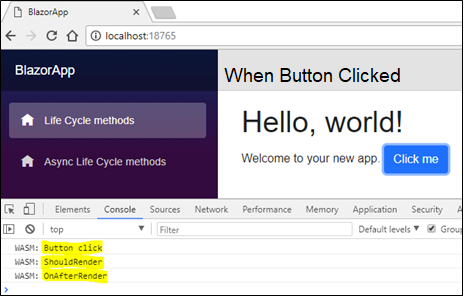 BlazorApp
localhost:18765
BlazorApp
When Button Clicked
Life Cycle methods
Hello, world!
Welcome to your new app. Click me
Async Life Cycle methods
Elements Console Sources Network Performance Memory Application Security
top Filter Default levels Group
WASM: Button click
WASM: ShouldRender
WASM: OnAfterRender